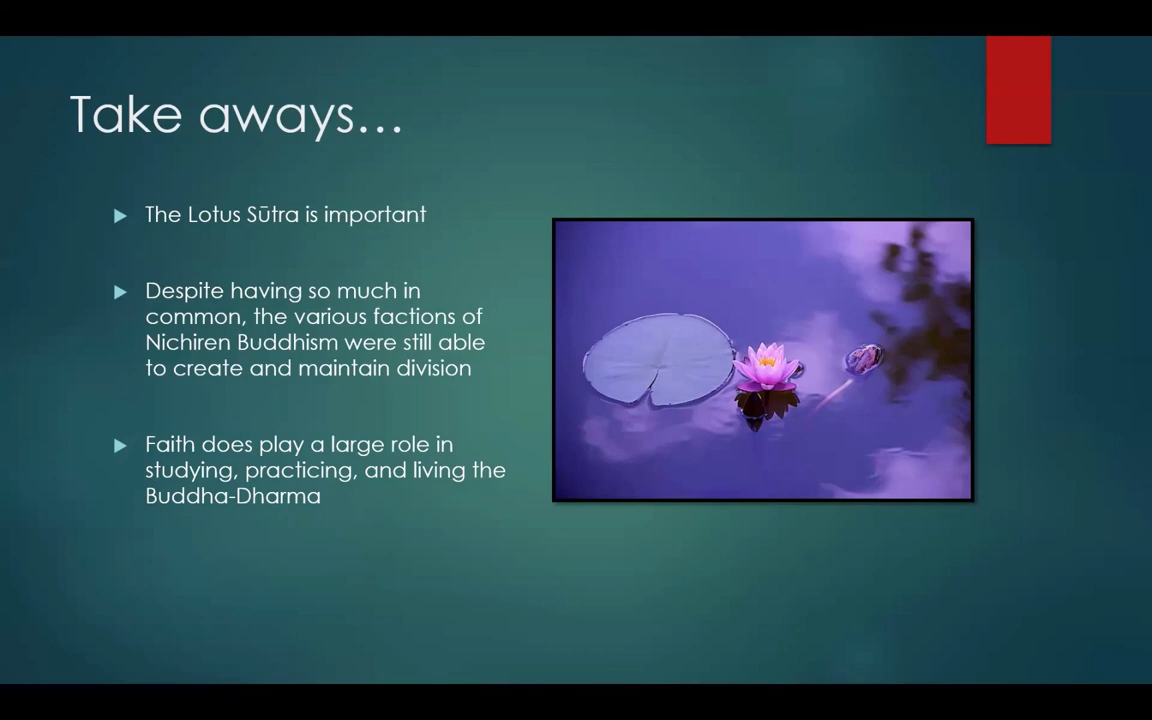 Take aways…
The Lotus Sūtra is important
Despite having so much in
common, the various factions of
Nichiren Buddhism were still able
to create and maintain division
Faith does play a large role in
studying, practicing, and living the
Buddha-Dharma